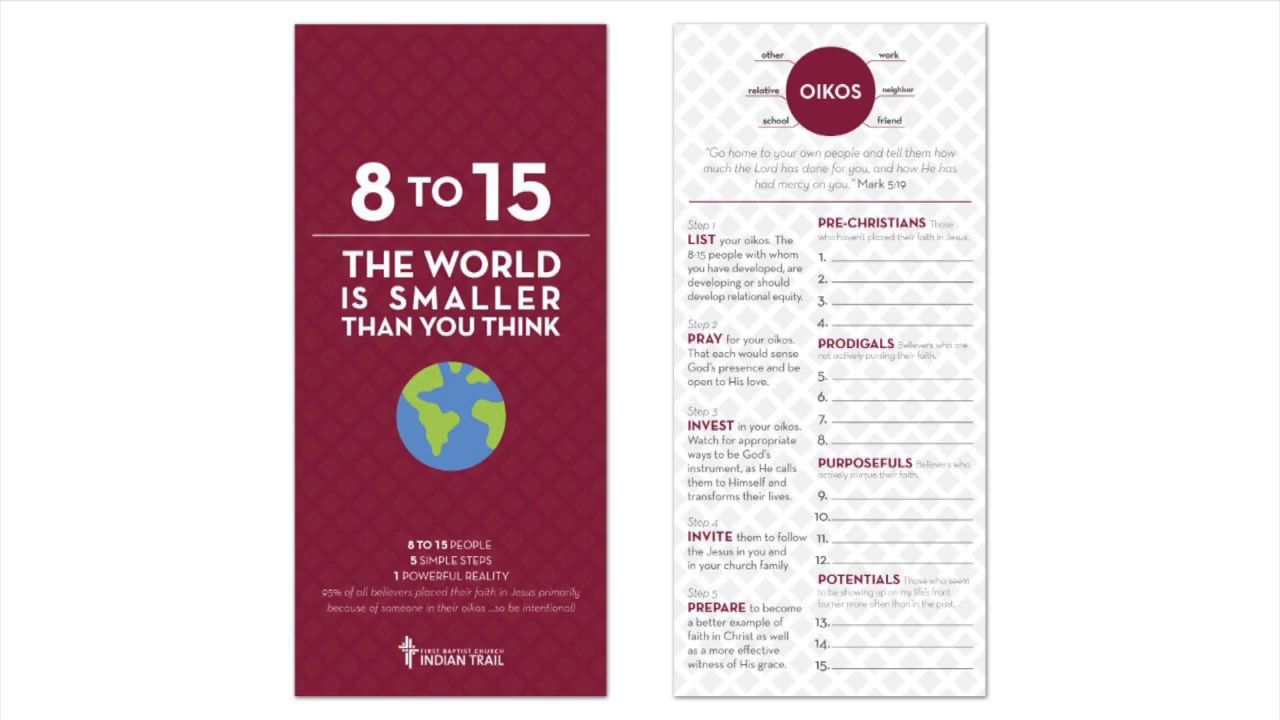 8 TO 15
THE WORLD
IS SMALLER
THAN YOU THINK
8 TO 15 PEOPLE
5 SIMPLE STEPS
1 POWERFUL REALITY
95% of all believers placed their faith in Jesus primarily
because of someone in their oikos ...so be intentional!
FIRST BAPTIST CHURCH
INDIAN TRAIL
other
work
relative
OIKOS
neighbor
school
friend
"Go home to your own people and tell them how
much the Lord has done for you, and how He has
had mercy on you." Mark 5:19
Step 1
LIST your oikos. The
8-15 people with whom
you have developed, are
developing or should
develop relational equity.
Step 2
PRAY for your oikos.
That each would sense
God's presence and be
open to His love.
Step 3
INVEST in your oikos.
Watch for appropriate
ways to be God's
instrument, as He calls
them to Himself and
transforms their lives.
Step 4
INVITE them to follow
the Jesus in you and
in your church family
Step 5
PREPARE to become
a better example of
faith in Christ as well
as a more effective
witness of His grace.
PRE-CHRISTIANS Those
who haven't placed their faith in Jesus.
1.
2.
3.
4.
PRODIGALS Believers who are
not actively pursing their faith.
5.
6.
7.
8.
PURPOSEFULS Believers who
actively pursue their faith.
9.
10.
11.
12.
POTENTIALS Those who seem
to be showing up on my life's front
burner more often than in the past.
13.
14.
15.